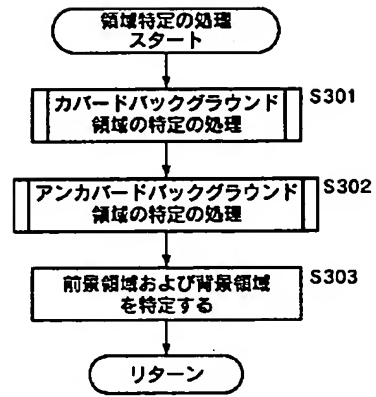 領域特定の処理
スタート
カバードバックグラウンド
領域の特定の処理
S301
アンカバードバックグラウンド
領域の特定の処理
S302
前景領域および背景領域
を特定する
S303
リターン